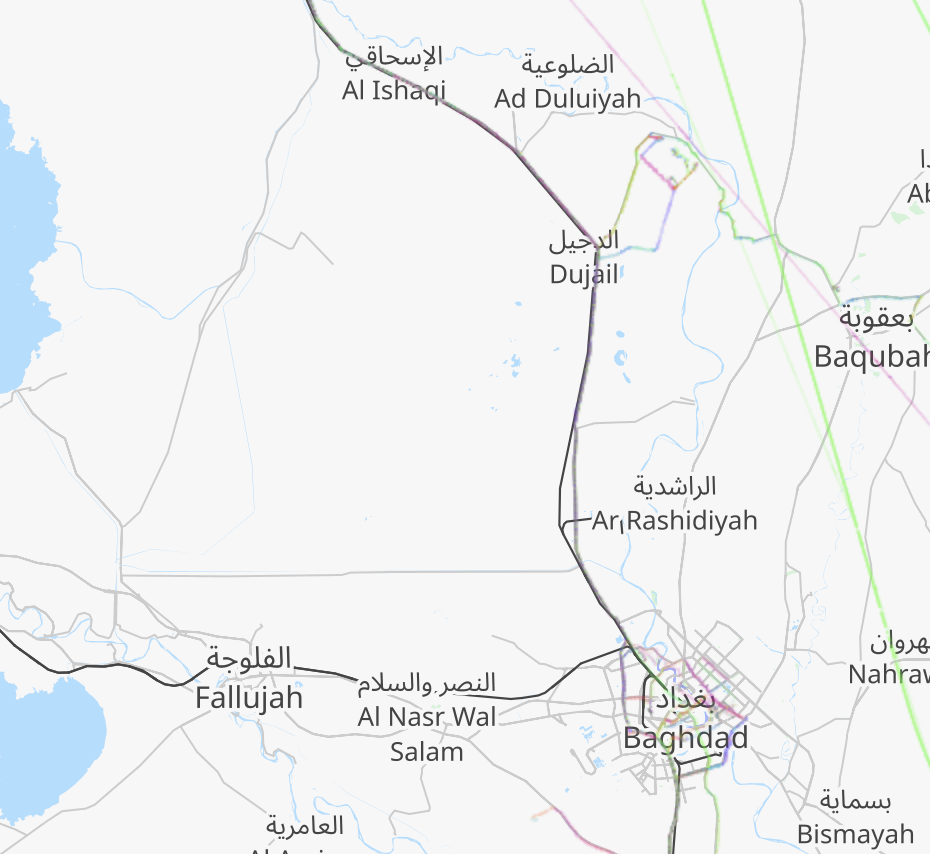 الإسحاقي
Al Ishaqi
الضلوعية
Ad Duluiyah
الدجيل
Dujail
بعقوبة
Baqubah
الراشدية
Ar Rashidiyah
الفلوجة
Fallujah
النصر والسلام
Al Nasr Wal
Salam
بغداد
Baghdad
بسماية
Bismayah
العامرية